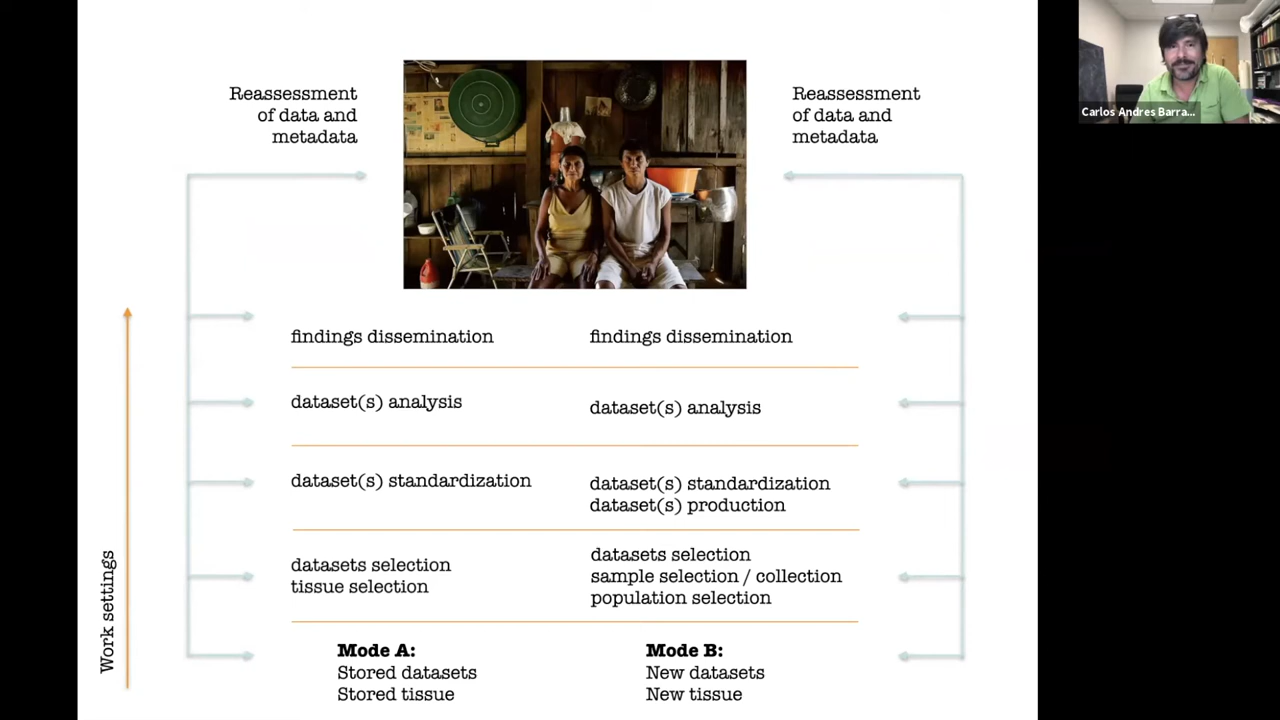 Reassessment
of data and
metadata
Reassessment
of data and
metadata
Carlos Andres Barra...
findings dissemination
findings dissemination
dataset(s) analysis
dataset(s) analysis
dataset(s) standardization
dataset(s) standardization
dataset(s) production
datasets selection
tissue selection
datasets selection
sample selection / collection
population selection
Work settings
Mode A:
Stored datasets
Stored tissue
Mode B:
New datasets
New tissue